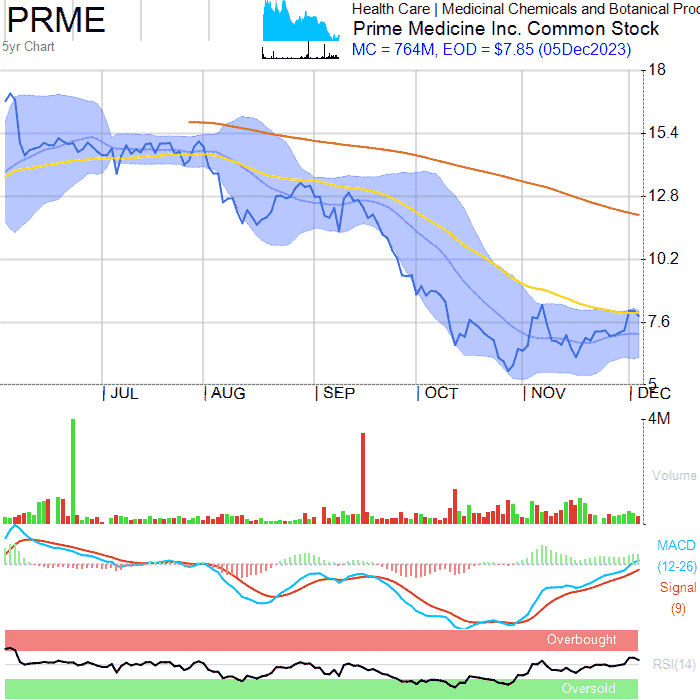 PRME
5yr Chart
Health Care | Medicinal Chemicals and Botanical Proc
Prime Medicine Inc. Common Stock
MC = 764M, EOD = $7.85 (05Dec2023)
18
15.4
12.8
10.2
7.6
5
JUL
AUG
SEP
OCT
NOV
DEC
4M
Volume
MACD
(12-26)
Signal
(9)
Overbought
RSI(14)
Oversold